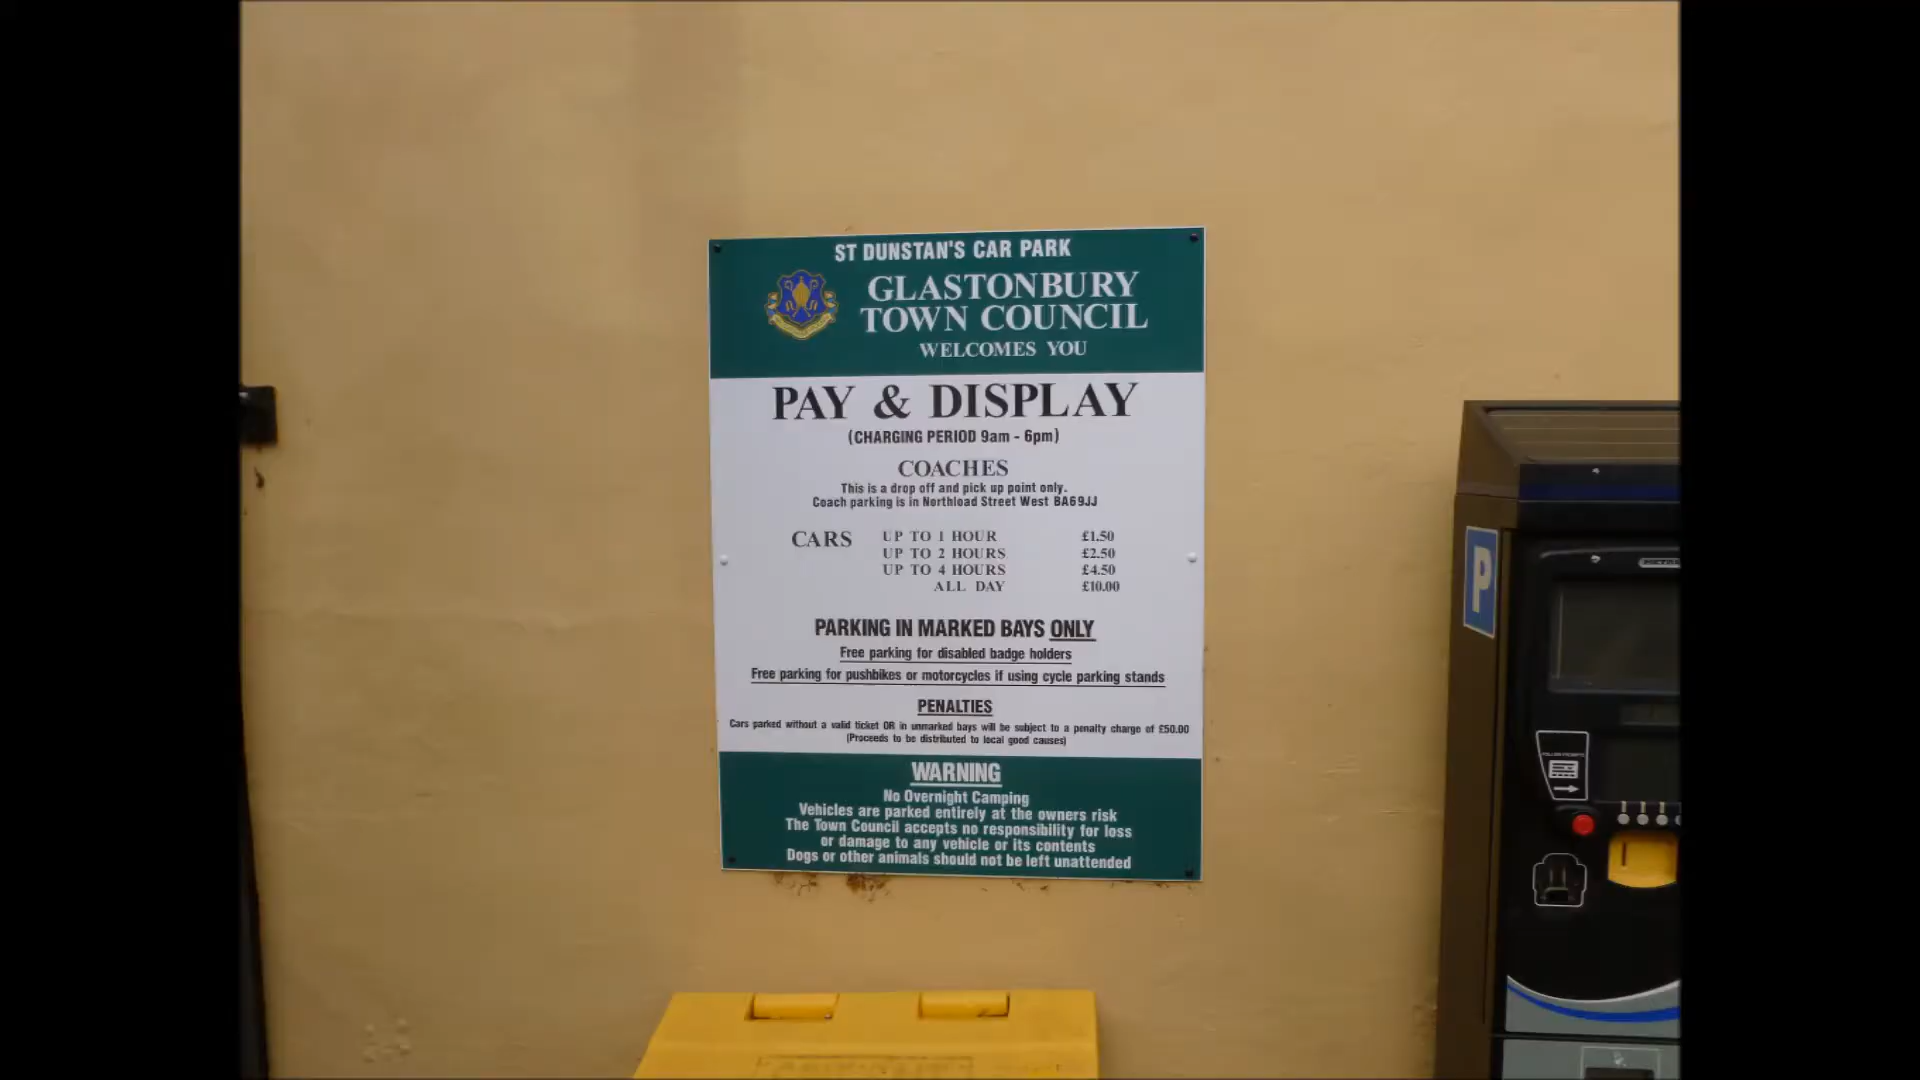 ST DUNSTAN'S CAR PARK
GLASTONBURY
TOWN COUNCIL
WELCOMES YOU
PAY & DISPLAY
(CHARGING PERIOD 9am - 6pm)
COACHES
This is a drop off and pick up point only.
Coach parking is in Northload Street West BA69JJ
CARS UP TO 1 HOUR £1.50
UP TO 2 HOURS £2.50
UP TO 4 HOURS £4.50
ALL DAY £10.00
PARKING IN MARKED BAYS ONLY
Free parking for disabled badge holders
Free parking for pushbikes or motorcycles if using cycle parking stands
PENALTIES
Cars parked without a valid ticket OR in unmarked bays will be subject to a penalty charge of £50.00
(Proceeds to be distributed to local good causes)
WARNING
No Overnight Camping
Vehicles are parked entirely at the owners risk
The Town Council accepts no responsibility for loss
or damage to any vehicle or its contents
Dogs or other animals should not be left unattended
P